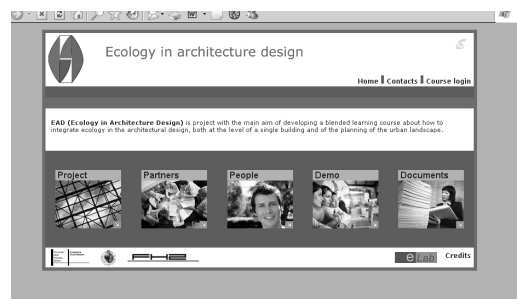 Ecology in architecture design
Home Contacts Course login
EAD (Ecology in Architecture Design) is project with the main aim of developing a blended learning course about how to
integrate ecology in the architectural design, both at the level of a single building and of the planning of the urban landscape.
Project Partners People Demo Documents
e Lab Credits